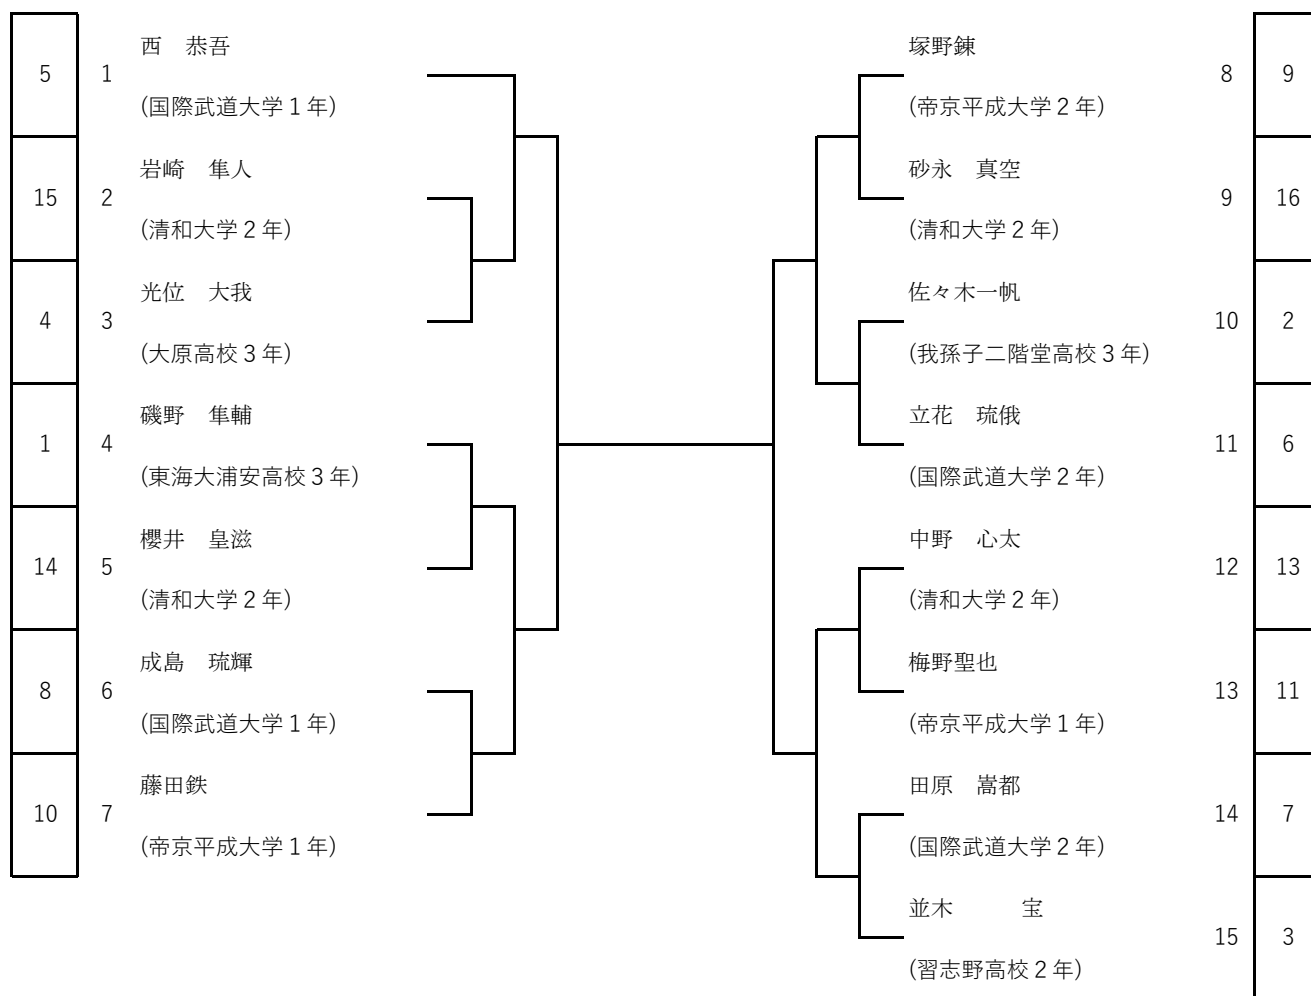 5 1 西　恭吾
(国際武道大学１年)
15 2 岩崎　隼人
(清和大学２年)
4 3 光位　大我
(大原高校３年)
1 4 磯野　隼輔
(東海大浦安高校３年)
14 5 櫻井　皇滋
(清和大学２年)
8 6 成島　琉輝
(国際武道大学１年)
10 7 藤田鉄
(帝京平成大学１年)
塚野錬 8 9
(帝京平成大学２年)
砂永　真空 9 16
(清和大学２年)
佐々木一帆 10 2
(我孫子二階堂高校３年)
立花　琉俄 11 6
(国際武道大学２年)
中野　心太 12 13
(清和大学２年)
梅野聖也 13 11
(帝京平成大学１年)
田原　嵩都 14 7
(国際武道大学２年)
並木　　　宝 15 3
(習志野高校２年)